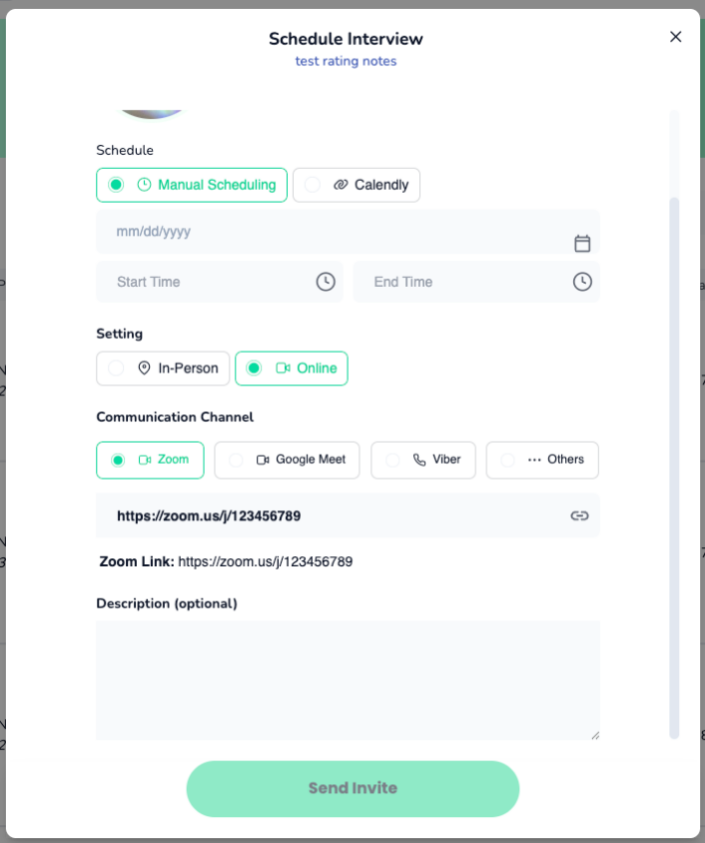 Schedule Interview
test rating notes
Schedule
Manual Scheduling Calendly
mm/dd/yyyy
Start Time End Time
Setting
In-Person Online
Communication Channel
Zoom Google Meet Viber Others
https://zoom.us/j/123456789
Zoom Link: https://zoom.us/j/123456789
Description (optional)
Send Invite